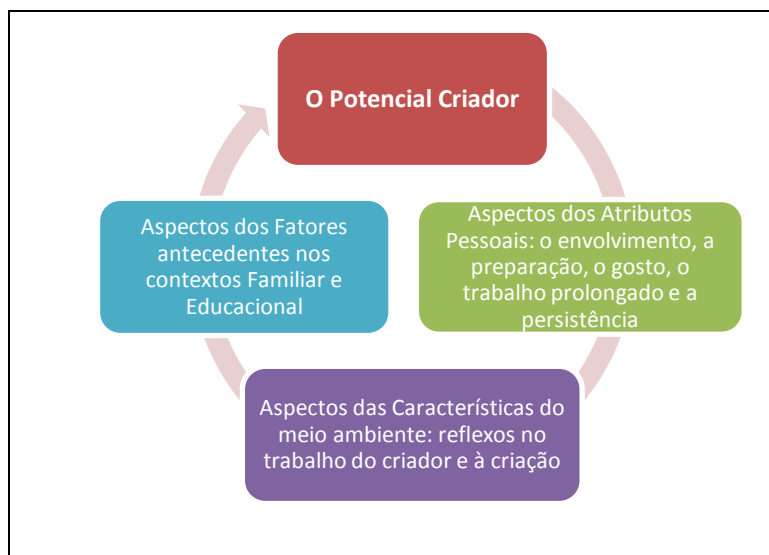 O Potencial Criador
Aspectos dos Atributos
Pessoais: o envolvimento, a
preparação, o gosto, o
trabalho prolongado e a
persistência
Aspectos das Características do
meio ambiente: reflexos no
trabalho do criador e à criação
Aspectos dos Fatores
antecedentes nos
contextos Familiar e
Educacional